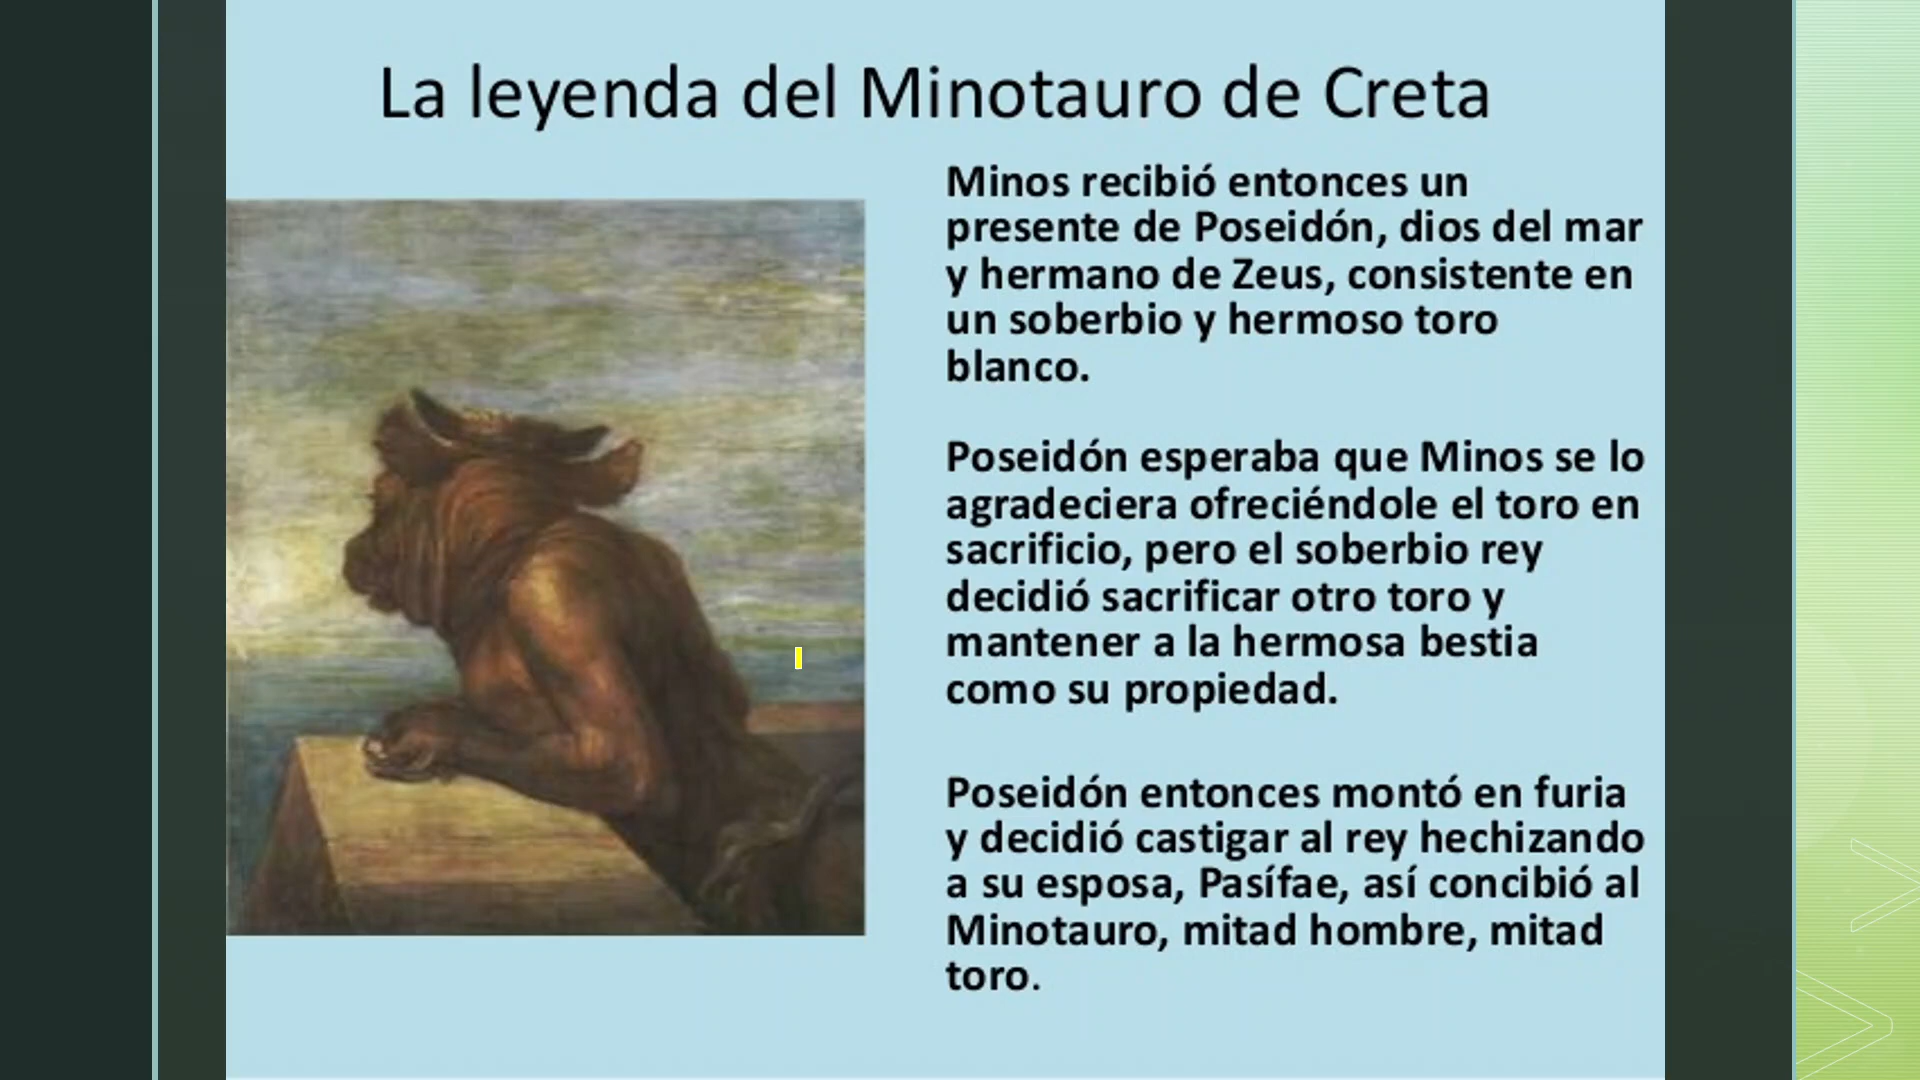 La leyenda del Minotauro de Creta
Minos recibió entonces un
presente de Poseidón, dios del mar
y hermano de Zeus, consistente en
un soberbio y hermoso toro
blanco.
Poseidón esperaba que Minos se lo
agradeciera ofreciéndole el toro en
sacrificio, pero el soberbio rey
decidió sacrificar otro toro y
mantener a la hermosa bestia
como su propiedad.
Poseidón entonces montó en furia
y decidió castigar al rey hechizando
a su esposa, Pasífae, así concibió al
Minotauro, mitad hombre, mitad
toro.